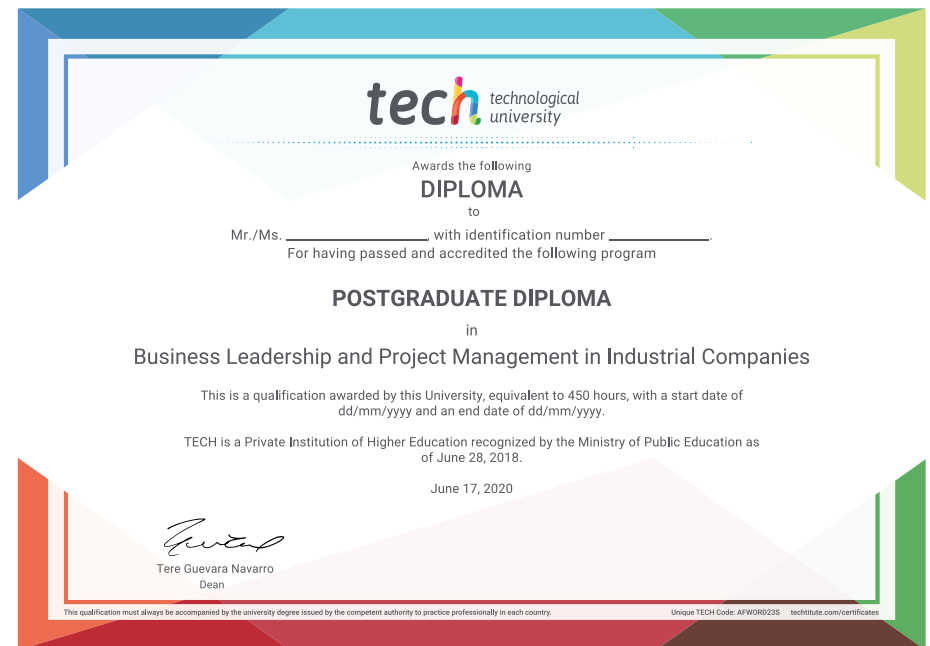 tech technological
university
Awards the following
DIPLOMA
to
Mr./Ms. ____________, with identification number ____________.
For having passed and accredited the following program
POSTGRADUATE DIPLOMA
in
Business Leadership and Project Management in Industrial Companies
This is a qualification awarded by this University, equivalent to 450 hours, with a start date of
dd/mm/yyyy and an end date of dd/mm/yyyy.
TECH is a Private Institution of Higher Education recognized by the Ministry of Public Education as
of June 28, 2018.
June 17, 2020
Tere Guevara Navarro
Dean
This qualification must always be accompanied by the university degree issued by the competent authority to practice professionally in each country. Unique TECH Code: AFWORD23S techtitute.com/certificates